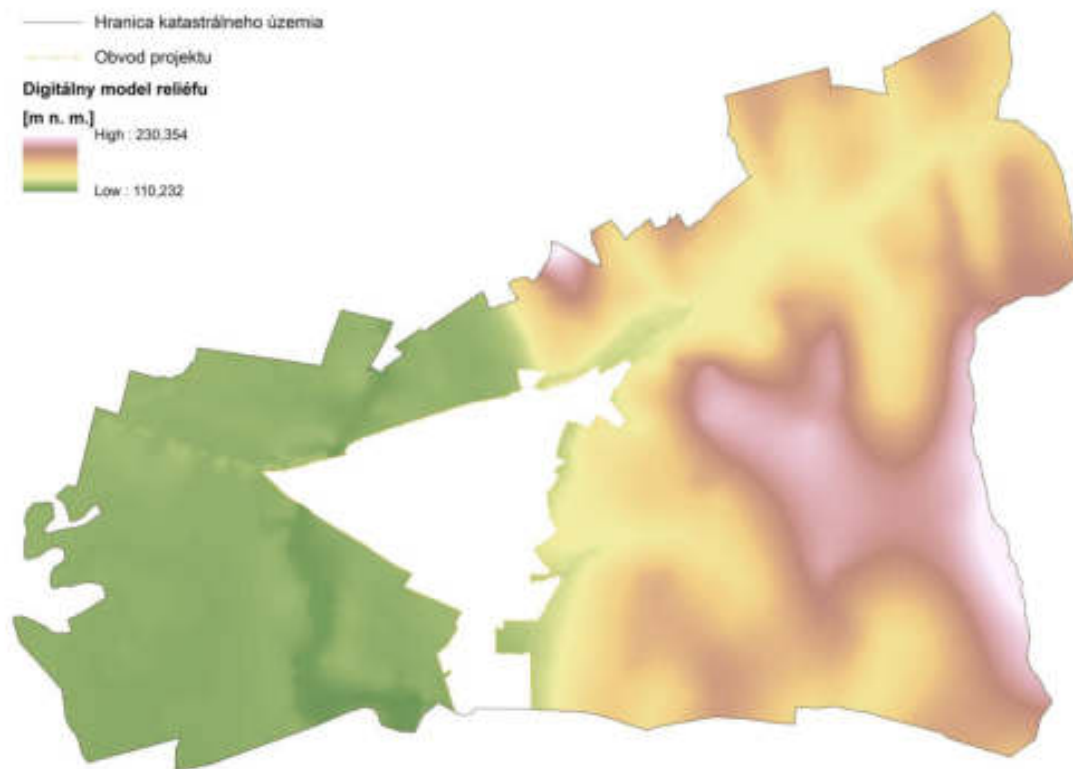 Hranica katastrálneho územia
Obvod projektu
Digitálny model reliéfu
[m n. m.]
High : 230,354
Low : 110,232